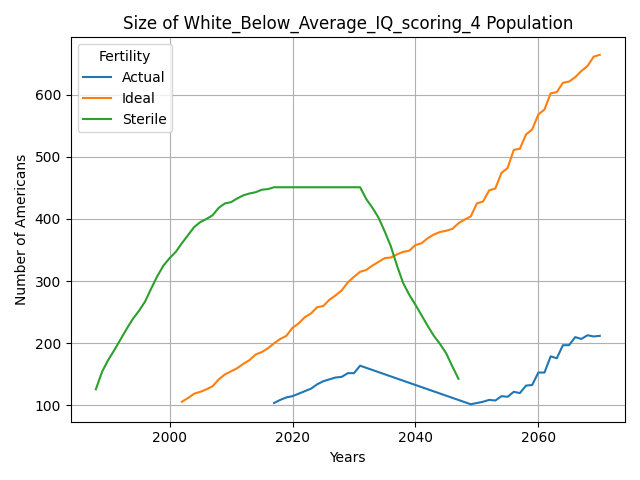 Size of White_Below_Average_IQ_scoring_4 Population
Fertility
Actual
Ideal
Sterile
Number of Americans
600
500
400
300
200
100
2000
2020
2040
2060
Years